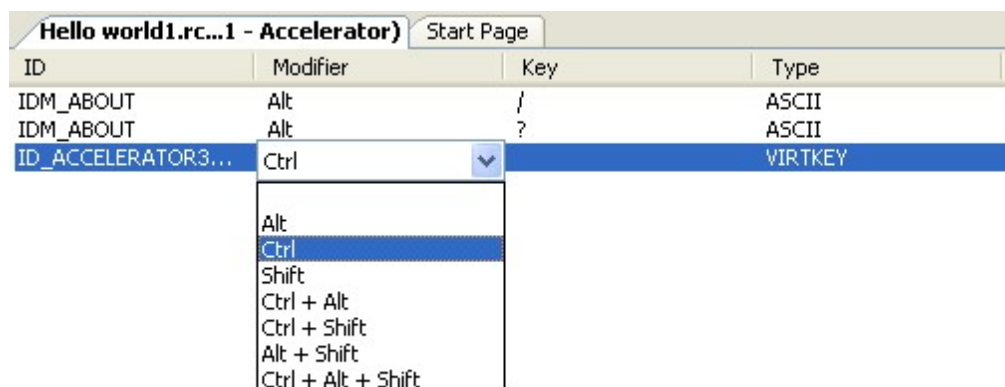 Hello world1.rc...1 - Accelerator) Start Page
ID Modifier Key Type
IDM_ABOUT Alt / ASCII
IDM_ABOUT Alt ? ASCII
ID_ACCELERATOR3... Ctrl VIRTKEY
Alt
Ctrl
Shift
Ctrl + Alt
Ctrl + Shift
Alt + Shift
Ctrl + Alt + Shift